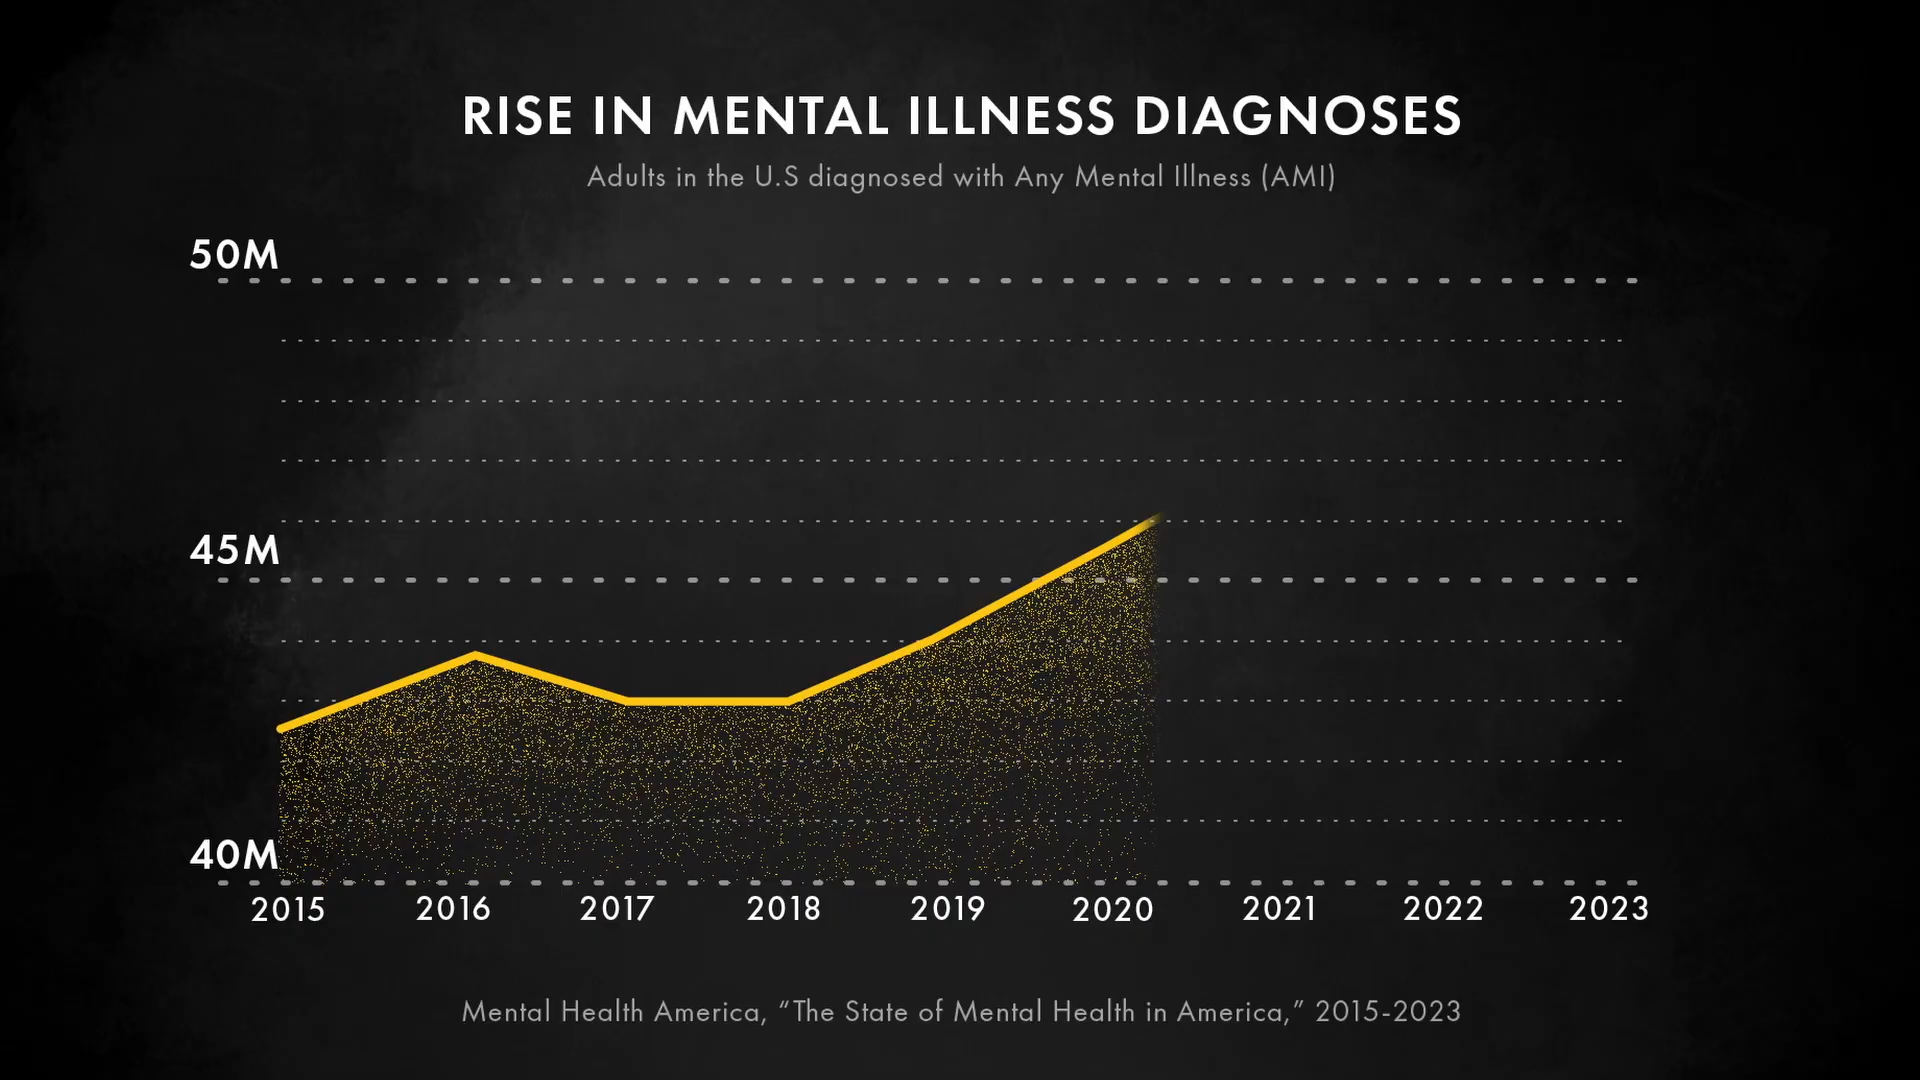 RISE IN MENTAL ILLNESS DIAGNOSES
Adults in the U.S diagnosed with Any Mental Illness (AMI)
50M
45M
40M
2015 2016 2017 2018 2019 2020 2021 2022 2023
Mental Health America, “The State of Mental Health in America,” 2015-2023